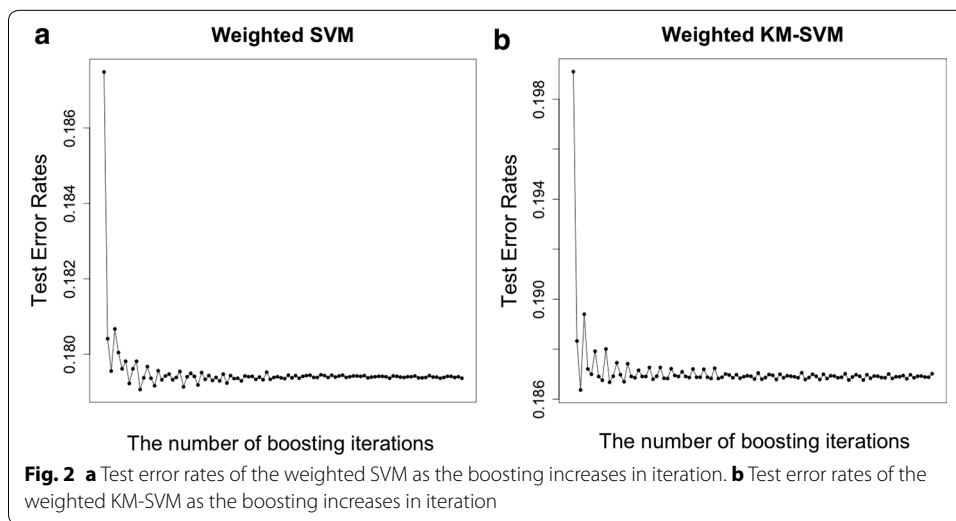 a
Weighted SVM
Test Error Rates
0.186
0.184
0.182
0.180
The number of boosting iterations
b
Weighted KM-SVM
Test Error Rates
0.198
0.194
0.190
0.186
The number of boosting iterations
Fig. 2 a Test error rates of the weighted SVM as the boosting increases in iteration. b Test error rates of the
weighted KM-SVM as the boosting increases in iteration